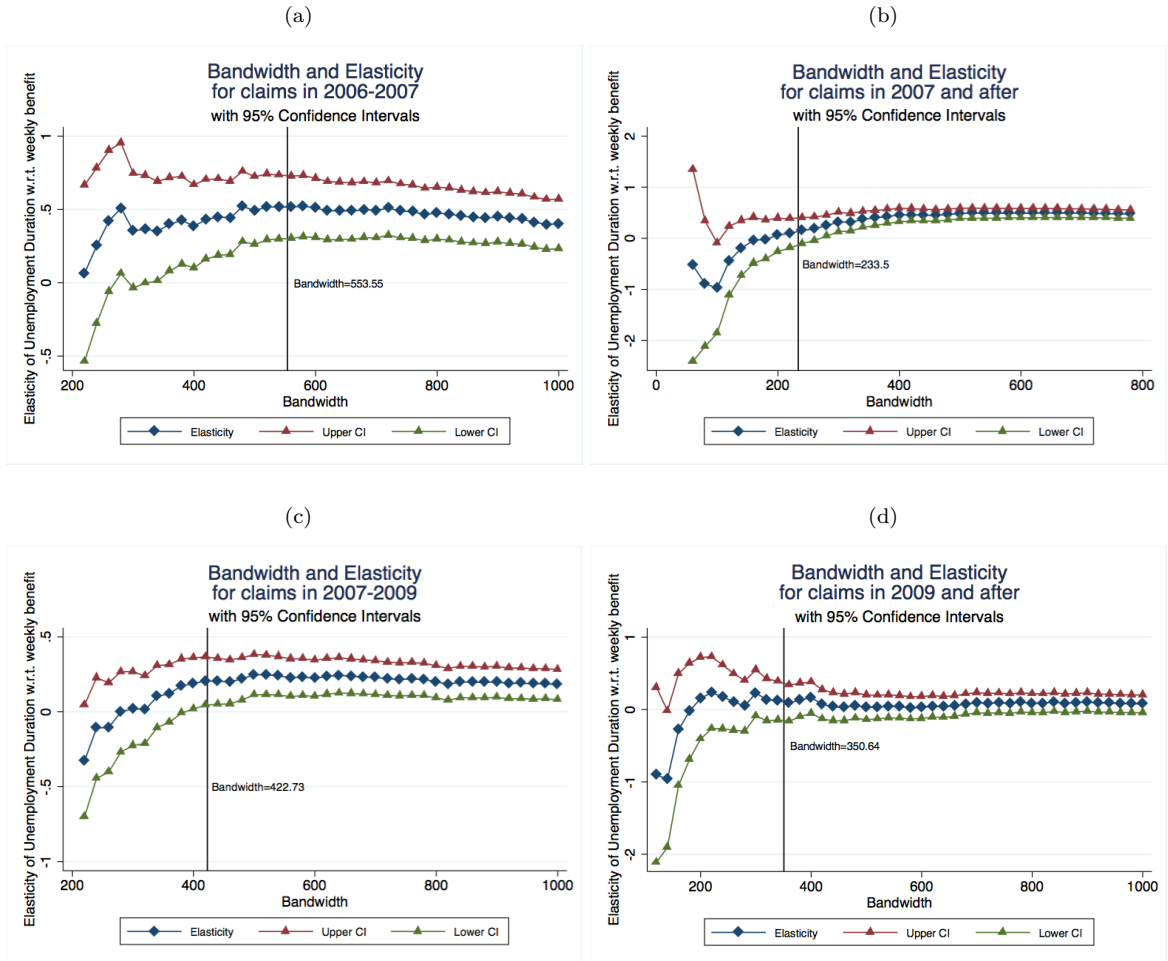 (a)
Bandwidth and Elasticity
for claims in 2006-2007
with 95% Confidence Intervals
Elasticity of Unemployment Duration w.r.t. weekly benefit
1
.5
0
-.5
200
400
600
800
1000
Bandwidth=553.55
Bandwidth
Elasticity
Upper CI
Lower CI
(b)
Bandwidth and Elasticity
for claims in 2007 and after
with 95% Confidence Intervals
Elasticity of Unemployment Duration w.r.t. weekly benefit
2
1
0
-1
-2
0
200
400
600
800
Bandwidth=233.5
Bandwidth
Elasticity
Upper CI
Lower CI
(c)
Bandwidth and Elasticity
for claims in 2007-2009
with 95% Confidence Intervals
Elasticity of Unemployment Duration w.r.t. weekly benefit
.5
0
-.5
-1
200
400
600
800
1000
Bandwidth=422.73
Bandwidth
Elasticity
Upper CI
Lower CI
(d)
Bandwidth and Elasticity
for claims in 2009 and after
with 95% Confidence Intervals
Elasticity of Unemployment Duration w.r.t. weekly benefit
1
0
-1
-2
200
400
600
800
1000
Bandwidth=350.64
Bandwidth
Elasticity
Upper CI
Lower CI